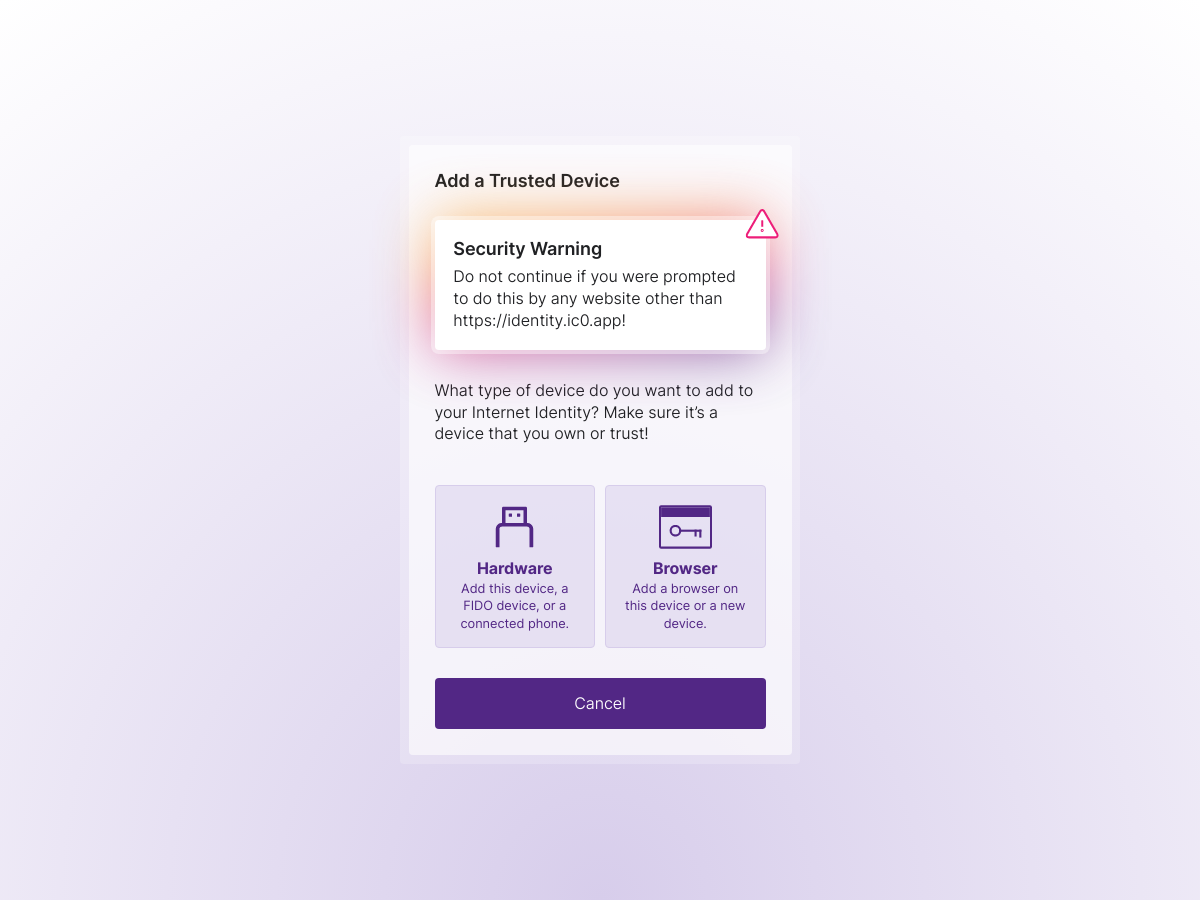 Add a Trusted Device
Security Warning
Do not continue if you were prompted
to do this by any website other than
https://identity.ic0.app!
What type of device do you want to add to
your Internet Identity? Make sure it’s a
device that you own or trust!
Hardware
Add this device, a
FIDO device, or a
connected phone.
Browser
Add a browser on
this device or a new
device.
Cancel